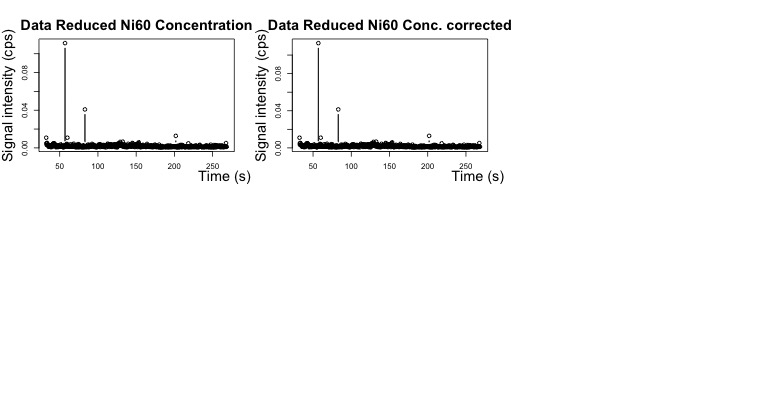 Data Reduced Ni60 Concentration
Signal intensity (cps)
0.00 0.04 0.08
50 100 150 200 250
Time (s)
Data Reduced Ni60 Conc. corrected
Signal intensity (cps)
0.00 0.04 0.08
50 100 150 200 250
Time (s)